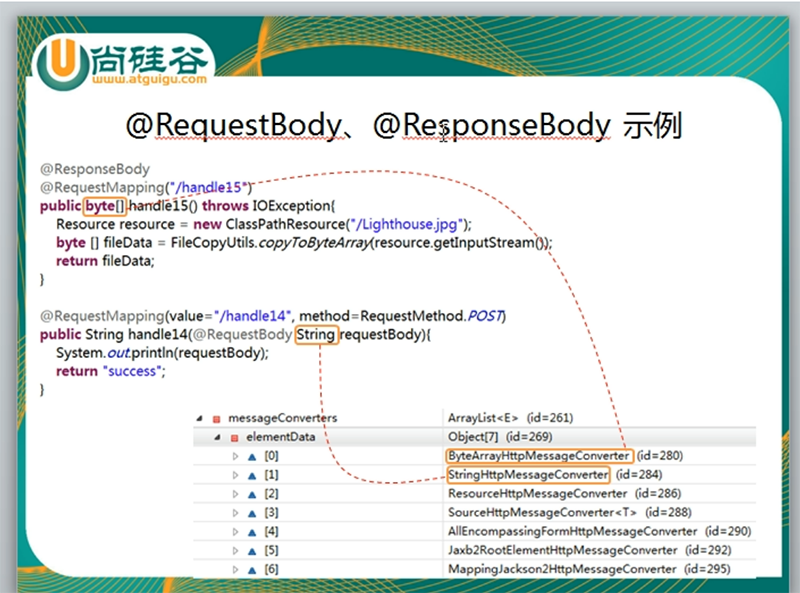 尚硅谷
www.atguigu.com
@RequestBody、@ResponseBody 示例
@ResponseBody
@RequestMapping("/handle15")
public byte[] handle15() throws IOException{
Resource resource = new ClassPathResource("/Lighthouse.jpg");
byte [] fileData = FileCopyUtils.copyToByteArray(resource.getInputStream());
return fileData;
}
@RequestMapping(value="/handle14", method=RequestMethod.POST)
public String handle14(@RequestBody String requestBody){
System.out.println(requestBody);
return "success";
}
messageConverters ArrayList<E> (id=261)
elementData Object[7] (id=269)
[0] ByteArrayHttpMessageConverter (id=280)
[1] StringHttpMessageConverter (id=284)
[2] ResourceHttpMessageConverter (id=286)
[3] SourceHttpMessageConverter<T> (id=288)
[4] AllEncompassingFormHttpMessageConverter (id=290)
[5] Jaxb2RootElementHttpMessageConverter (id=292)
[6] MappingJackson2HttpMessageConverter (id=295)